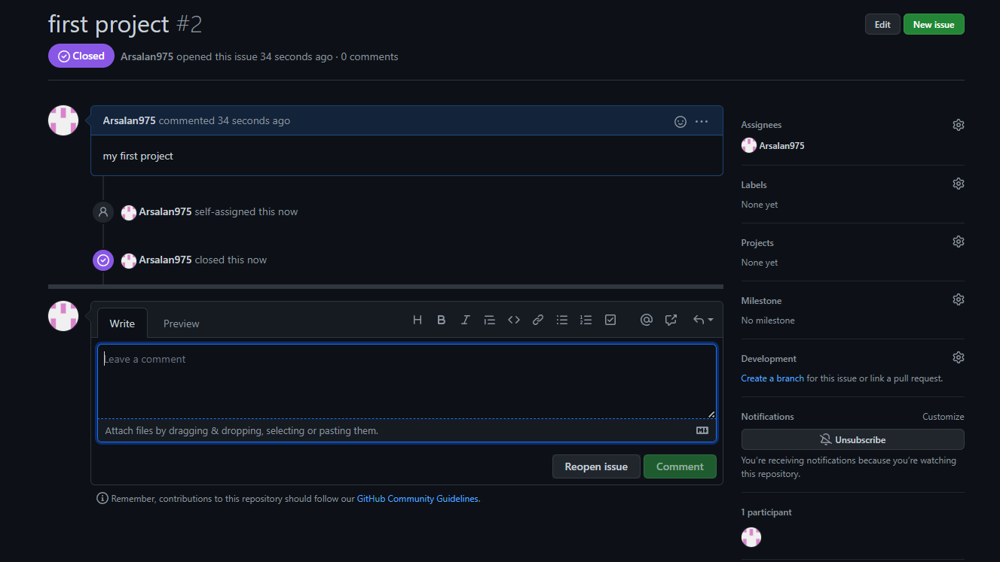 first project #2
Edit
New issue
Closed
Arsalan975 opened this issue 34 seconds ago · 0 comments
Arsalan975 commented 34 seconds ago
my first project
Arsalan975 self-assigned this now
Arsalan975 closed this now
Write
Preview
Leave a comment
Attach files by dragging & dropping, selecting or pasting them.
Reopen issue
Comment
Remember, contributions to this repository should follow our GitHub Community Guidelines.
Assignees
Arsalan975
Labels
None yet
Projects
None yet
Milestone
No milestone
Development
Create a branch for this issue or link a pull request.
Notifications
Customize
Unsubscribe
You're receiving notifications because you're watching
this repository.
1 participant